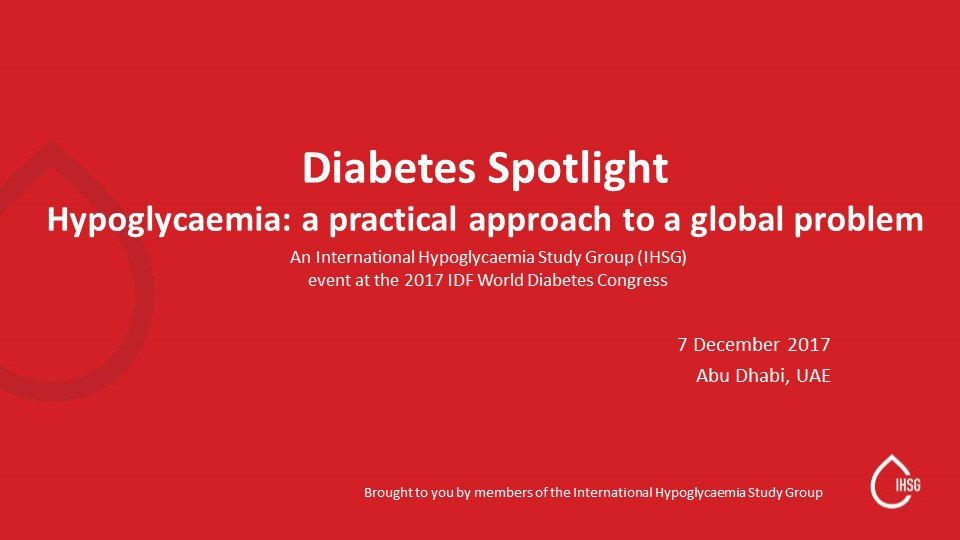 Diabetes Spotlight
Hypoglycaemia: a practical approach to a global problem
An International Hypoglycaemia Study Group (IHSG)
event at the 2017 IDF World Diabetes Congress
7 December 2017
Abu Dhabi, UAE
Brought to you by members of the International Hypoglycaemia Study Group
IHSG